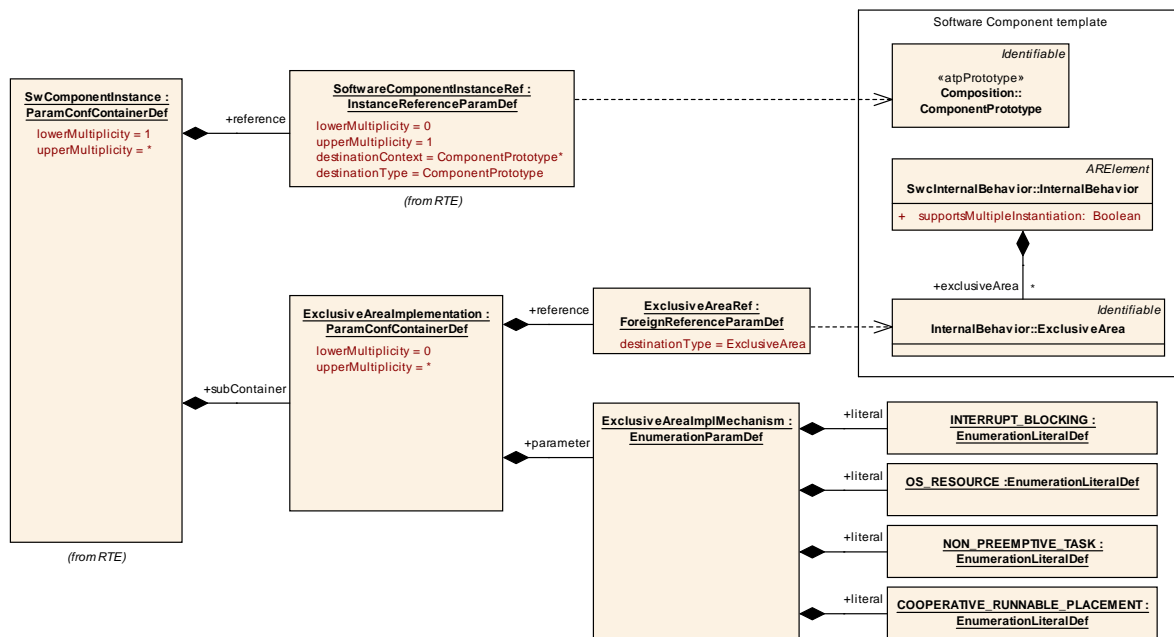 Software Component template
Identifiable
«atpPrototype»
Composition::
ComponentPrototype
SwComponentInstance :
ParamConfContainerDef
lowerMultiplicity = 1
upperMultiplicity = *
+reference
SoftwareComponentInstanceRef :
InstanceReferenceParamDef
lowerMultiplicity = 0
upperMultiplicity = 1
destinationContext = ComponentPrototype*
destinationType = ComponentPrototype
(from RTE)
ARElement
SwcInternalBehavior::InternalBehavior
+ supportsMultipleInstantiation: Boolean
+exclusiveArea
*
Identifiable
InternalBehavior::ExclusiveArea
ExclusiveAreaImplementation :
ParamConfContainerDef
lowerMultiplicity = 0
upperMultiplicity = *
+reference
ExclusiveAreaRef :
ForeignReferenceParamDef
destinationType = ExclusiveArea
+subContainer
+parameter
ExclusiveAreaImplMechanism :
EnumerationParamDef
+literal
INTERRUPT_BLOCKING :
EnumerationLiteralDef
+literal
OS_RESOURCE :EnumerationLiteralDef
+literal
NON_PREEMPTIVE_TASK :
EnumerationLiteralDef
+literal
COOPERATIVE_RUNNABLE_PLACEMENT :
EnumerationLiteralDef
(from RTE)